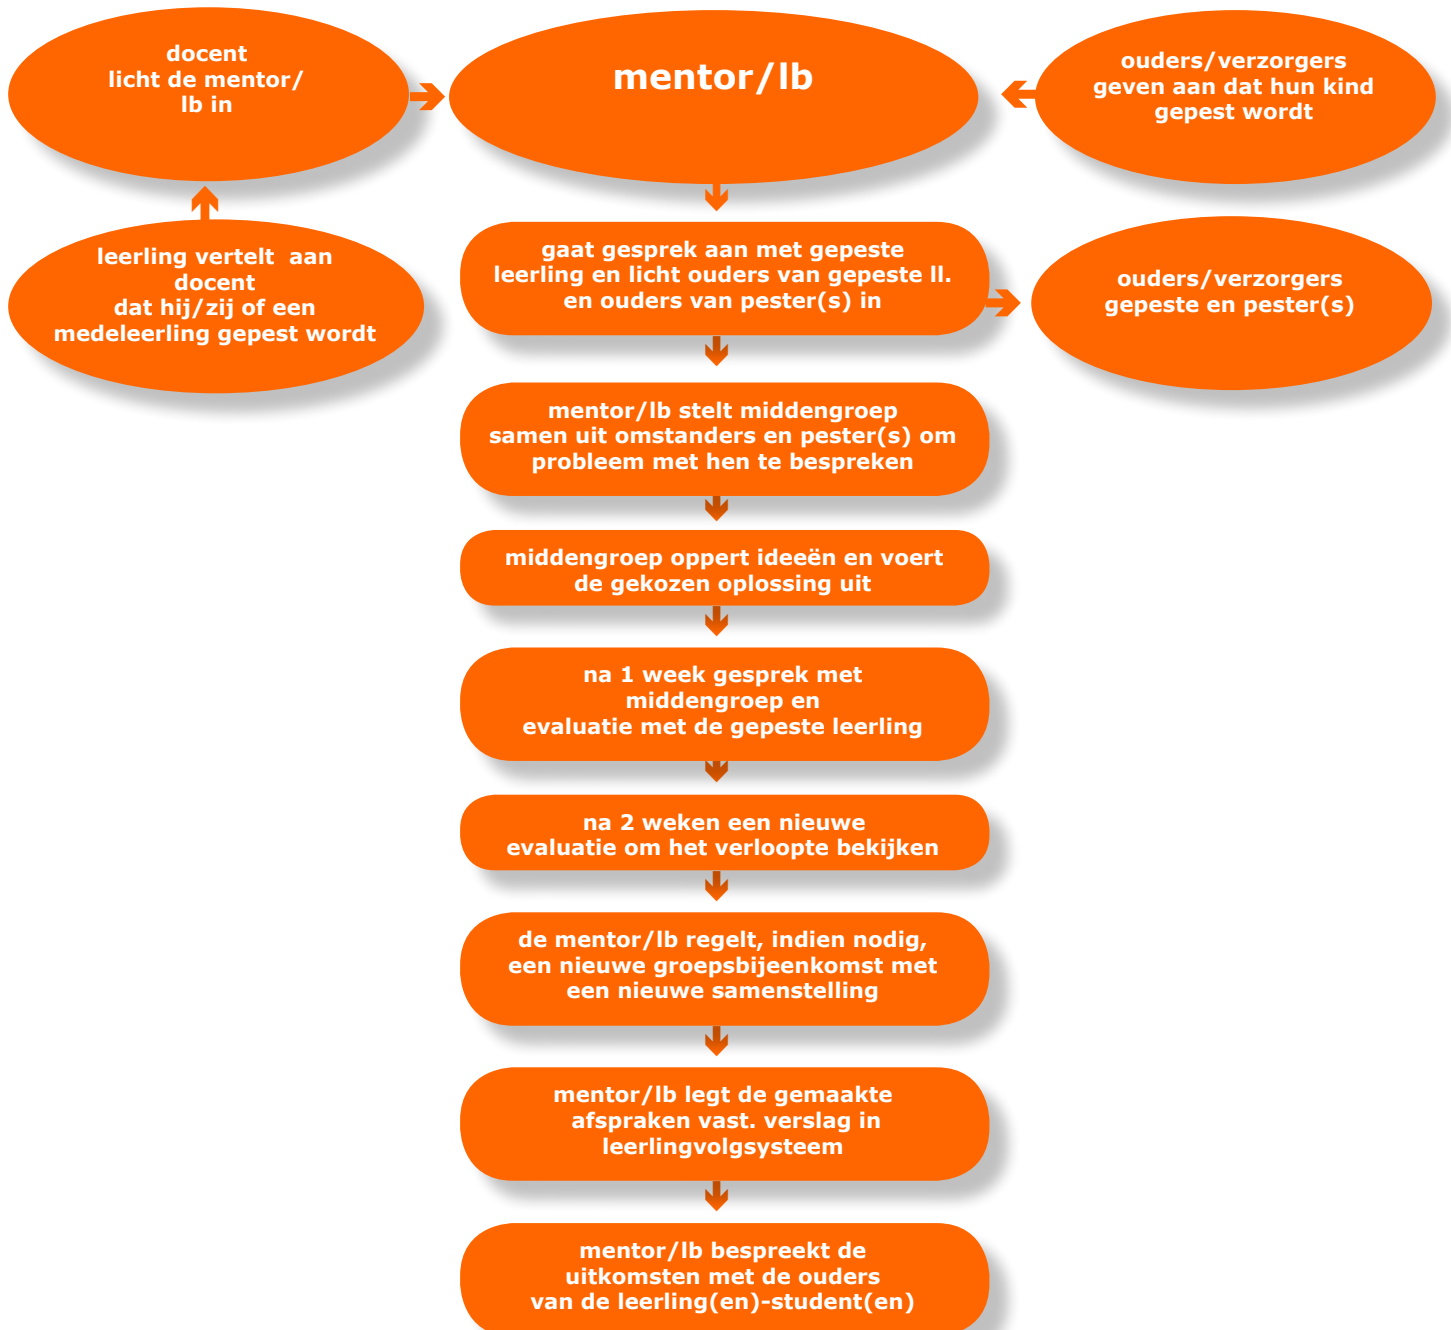 docent
licht de mentor/
lb in
mentor/lb
ouders/verzorgers
geven aan dat hun kind
gepest wordt
leerling vertelt  aan
docent
dat hij/zij of een
medeleerling gepest wordt
gaat gesprek aan met gepeste
leerling en licht ouders van gepeste ll.
en ouders van pester(s) in
ouders/verzorgers
gepeste en pester(s)
mentor/lb stelt middengroep
samen uit omstanders en pester(s) om
probleem met hen te bespreken
middengroep oppert ideeën en voert
de gekozen oplossing uit
na 1 week gesprek met
middengroep en
evaluatie met de gepeste leerling
na 2 weken een nieuwe
evaluatie om het verloopte bekijken
de mentor/lb regelt, indien nodig,
een nieuwe groepsbijeenkomst met
een nieuwe samenstelling
mentor/lb legt de gemaakte
afspraken vast. verslag in
leerlingvolgsysteem
mentor/lb bespreekt de
uitkomsten met de ouders
van de leerling(en)-student(en)